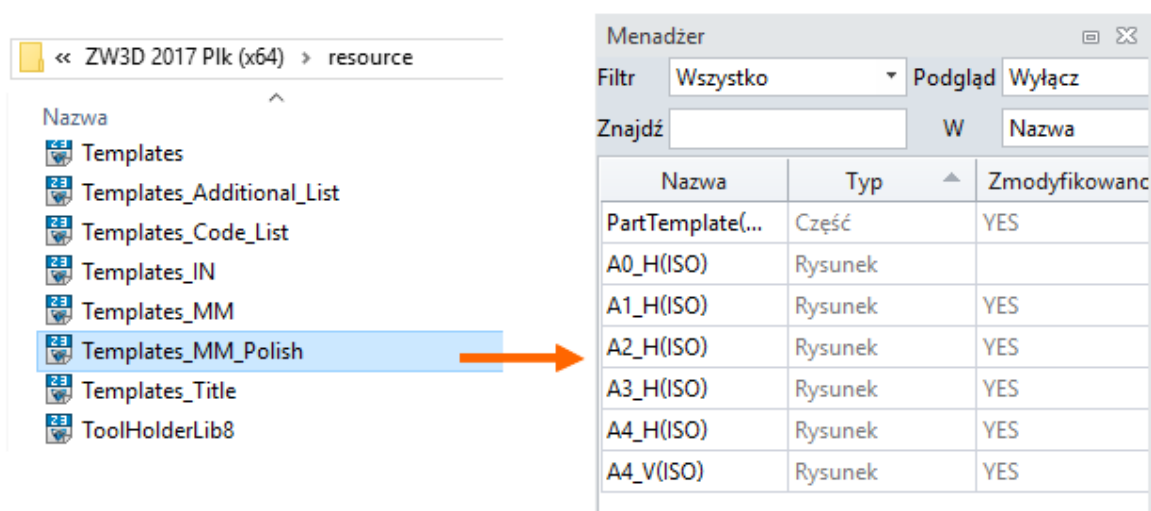 « ZW3D 2017 Plk (x64) > resource
Nazwa
Templates
Templates_Additional_List
Templates_Code_List
Templates_IN
Templates_MM
Templates_MM_Polish
Templates_Title
ToolHolderLib8
Menadżer
Filtr Wszystko Podgląd Wyłącz
Znajdź W Nazwa
Nazwa Typ Zmodyfikowano
PartTemplate(... Część YES
A0_H(ISO) Rysunek
A1_H(ISO) Rysunek YES
A2_H(ISO) Rysunek YES
A3_H(ISO) Rysunek YES
A4_H(ISO) Rysunek YES
A4_V(ISO) Rysunek YES